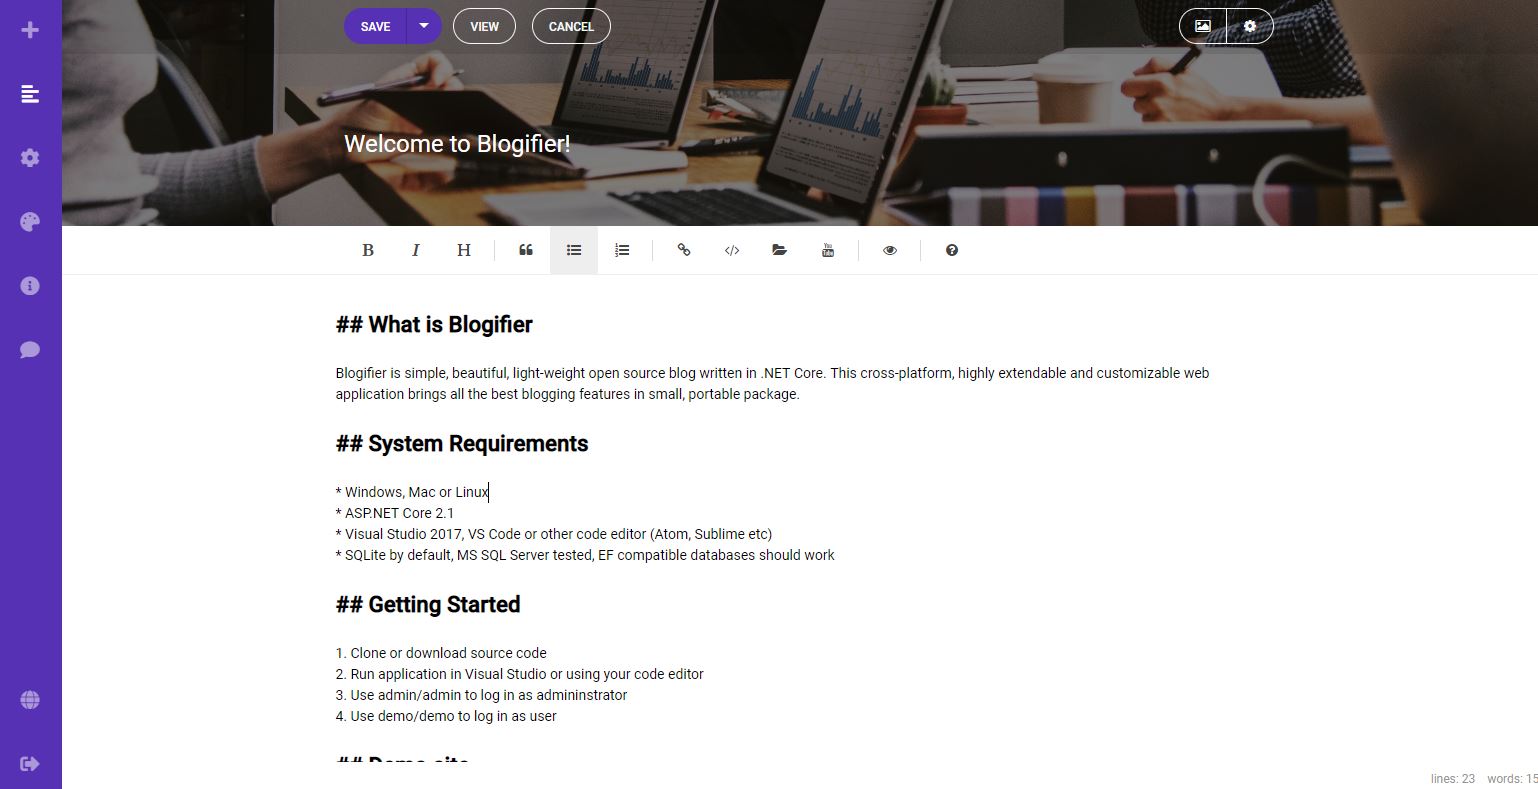 SAVE VIEW CANCEL
Welcome to Blogifier!
B I H
## What is Blogifier
Blogifier is simple, beautiful, light-weight open source blog written in .NET Core. This cross-platform, highly extendable and customizable web
application brings all the best blogging features in small, portable package.
## System Requirements
* Windows, Mac or Linux
* ASP.NET Core 2.1
* Visual Studio 2017, VS Code or other code editor (Atom, Sublime etc)
* SQLite by default, MS SQL Server tested, EF compatible databases should work
## Getting Started
1. Clone or download source code
2. Run application in Visual Studio or using your code editor
3. Use admin/admin to log in as admininstrator
4. Use demo/demo to log in as user
## Demo site
lines: 23 words: 15